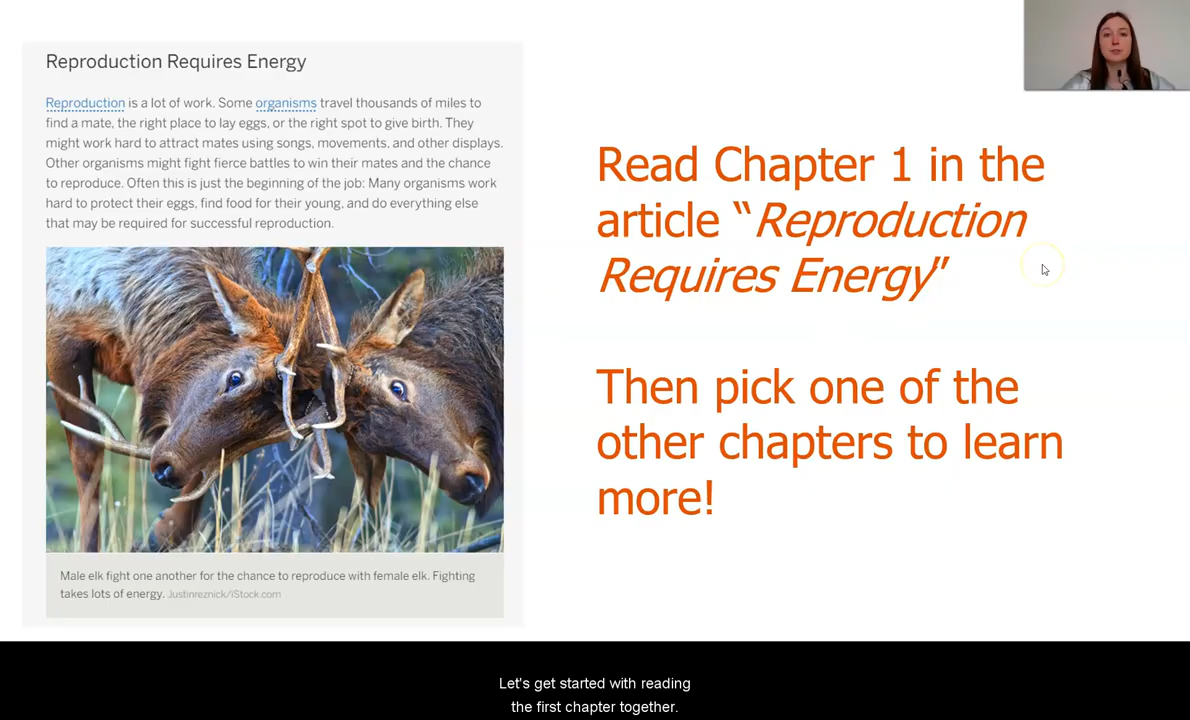 Reproduction Requires Energy
Reproduction is a lot of work. Some organisms travel thousands of miles to
find a mate, the right place to lay eggs, or the right spot to give birth. They
might work hard to attract mates using songs, movements, and other displays.
Other organisms might fight fierce battles to win their mates and the chance
to reproduce. Often this is just the beginning of the job: Many organisms work
hard to protect their eggs, find food for their young, and do everything else
that may be required for successful reproduction.
Male elk fight one another for the chance to reproduce with female elk. Fighting
takes lots of energy. Justinreznick/iStock.com
Read Chapter 1 in the
article “Reproduction
Requires Energy”
Then pick one of the
other chapters to learn
more!
Let's get started with reading
the first chapter together.